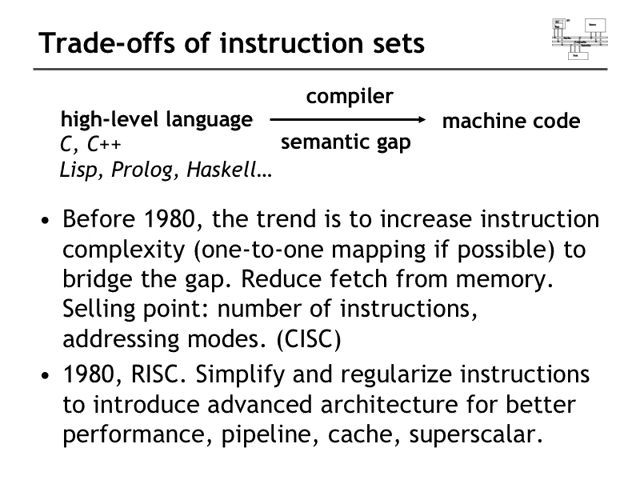 Trade-offs of instruction sets
compiler
high-level language
machine code
semantic gap
C, C++
Lisp, Prolog, Haskell…
• Before 1980, the trend is to increase instruction
complexity (one-to-one mapping if possible) to
bridge the gap. Reduce fetch from memory.
Selling point: number of instructions,
addressing modes. (CISC)
• 1980, RISC. Simplify and regularize instructions
to introduce advanced architecture for better
performance, pipeline, cache, superscalar.